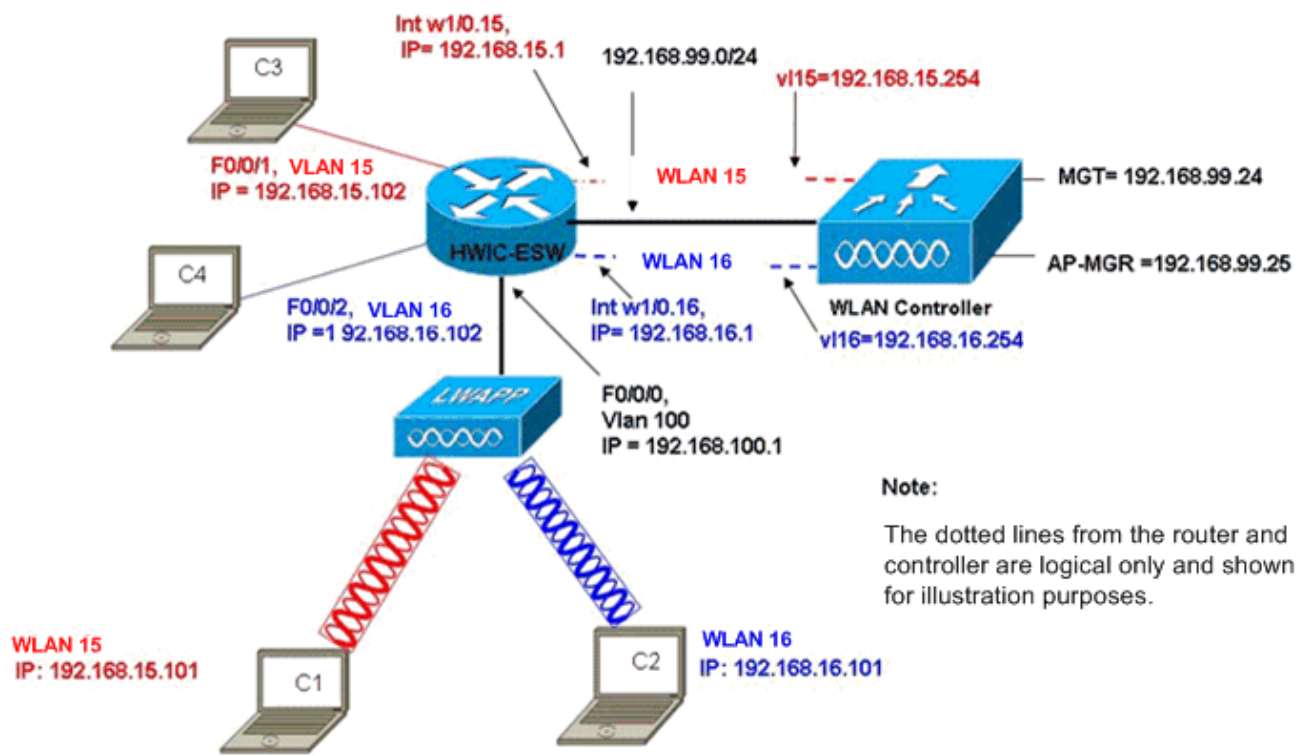 Int w1/0.15,
IP= 192.168.15.1
192.168.99.0/24
vl15=192.168.15.254
C3
F0/0/1, VLAN 15
IP = 192.168.15.102
WLAN 15
MGT= 192.168.99.24
HWIC-ESW
C4
WLAN 16
AP-MGR =192.168.99.25
F0/0/2, VLAN 16
IP =1 92.168.16.102
Int w1/0.16,
IP= 192.168.16.1
WLAN Controller
vl16=192.168.16.254
LWAPP
F0/0/0,
Vlan 100
IP = 192.168.100.1
Note:
The dotted lines from the router and
controller are logical only and shown
for illustration purposes.
WLAN 15
IP: 192.168.15.101
C1
C2
WLAN 16
IP: 192.168.16.101